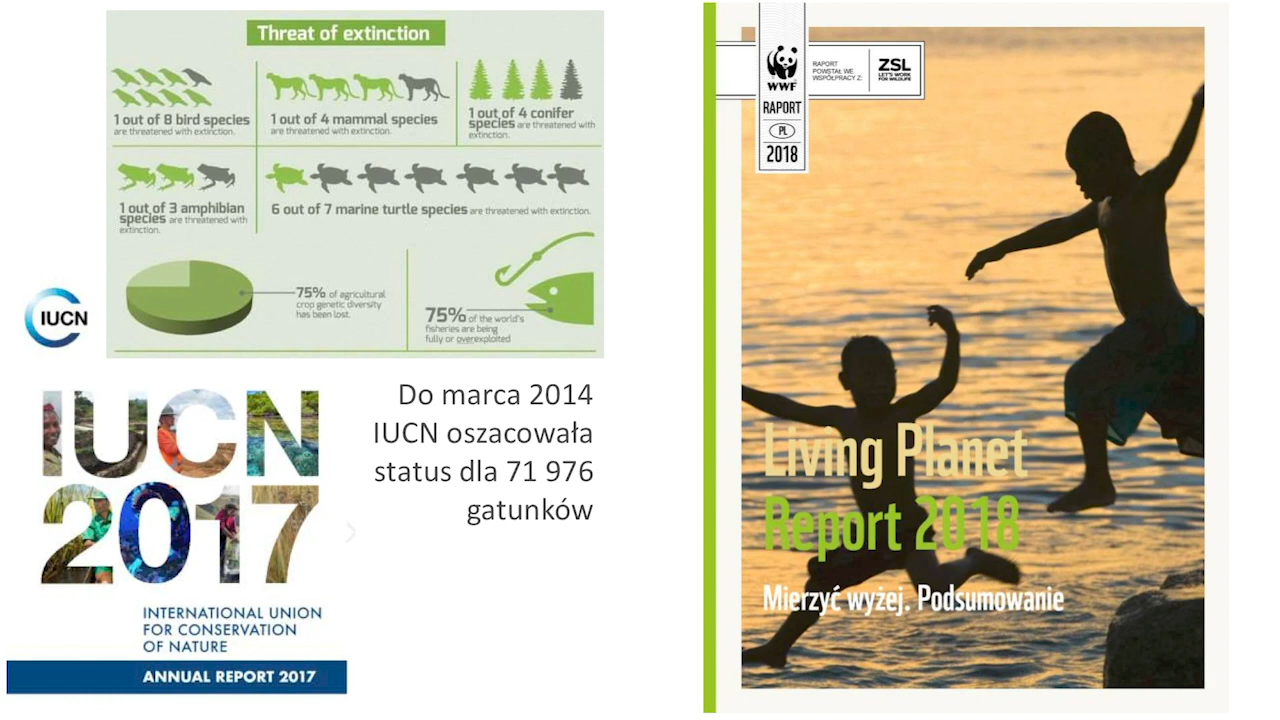 Threat of extinction
1 out of 8 bird species
are threatened with extinction.
1 out of 4 mammal species
are threatened with extinction.
1 out of 4 conifer
species are threatened with
extinction.
1 out of 3 amphibian
species are threatened with
extinction.
6 out of 7 marine turtle species are threatened with extinction.
75% of agricultural
crop genetic diversity
has been lost.
75% of the world's
fisheries are being
fully or overexploited
IUCN
IUCN
2017
INTERNATIONAL UNION
FOR CONSERVATION
OF NATURE
ANNUAL REPORT 2017
Do marca 2014
IUCN oszacowała
status dla 71 976
gatunków
WWF
RAPORT
POWSTAŁ WE
WSPÓŁPRACY Z:
ZSL
LET'S WORK
FOR WILDLIFE
RAPORT
PL
2018
Living Planet
Report 2018
Mierzyć wyżej. Podsumowanie